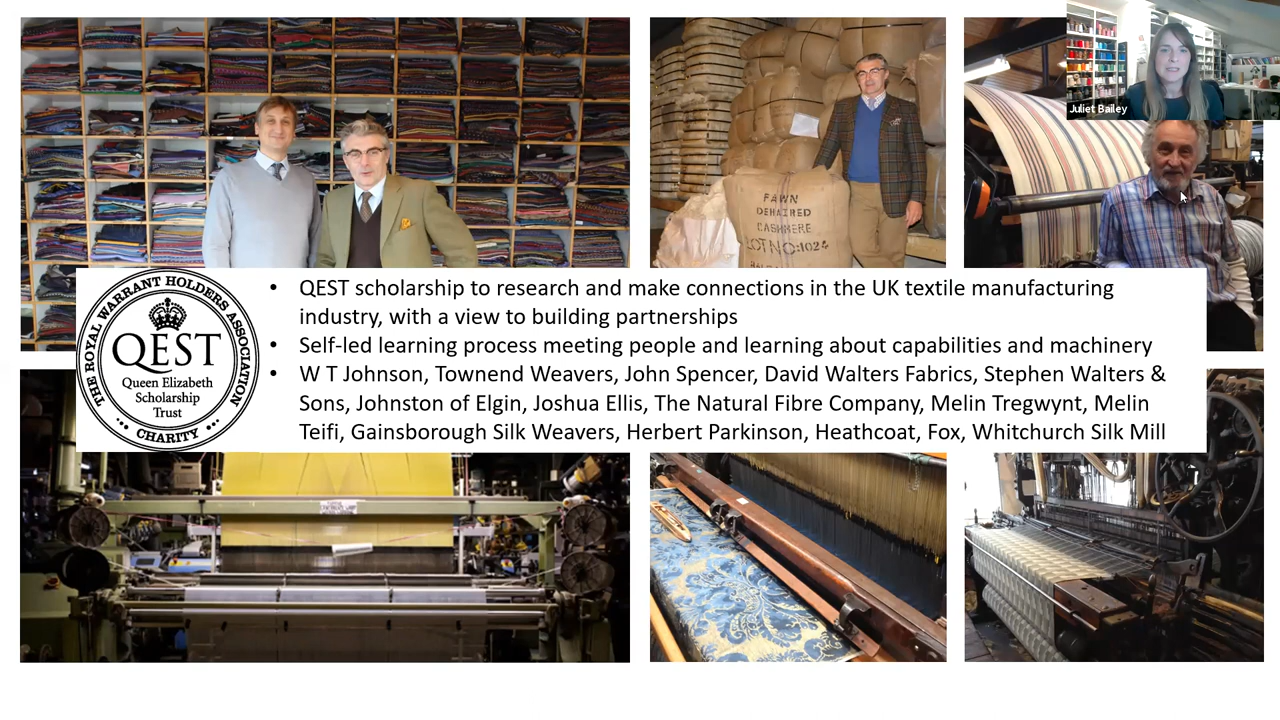 Juliet Bailey
FAWN
DEHAIRED
CASHMERE
LOT NO:1024
THE ROYAL WARRANT HOLDERS ASSOCIATION
QEST
Queen Elizabeth
Scholarship
Trust
CHARITY
• QEST scholarship to research and make connections in the UK textile manufacturing
industry, with a view to building partnerships
• Self-led learning process meeting people and learning about capabilities and machinery
• W T Johnson, Townend Weavers, John Spencer, David Walters Fabrics, Stephen Walters &
Sons, Johnston of Elgin, Joshua Ellis, The Natural Fibre Company, Melin Tregwynt, Melin
Teifi, Gainsborough Silk Weavers, Herbert Parkinson, Heathcoat, Fox, Whitchurch Silk Mill